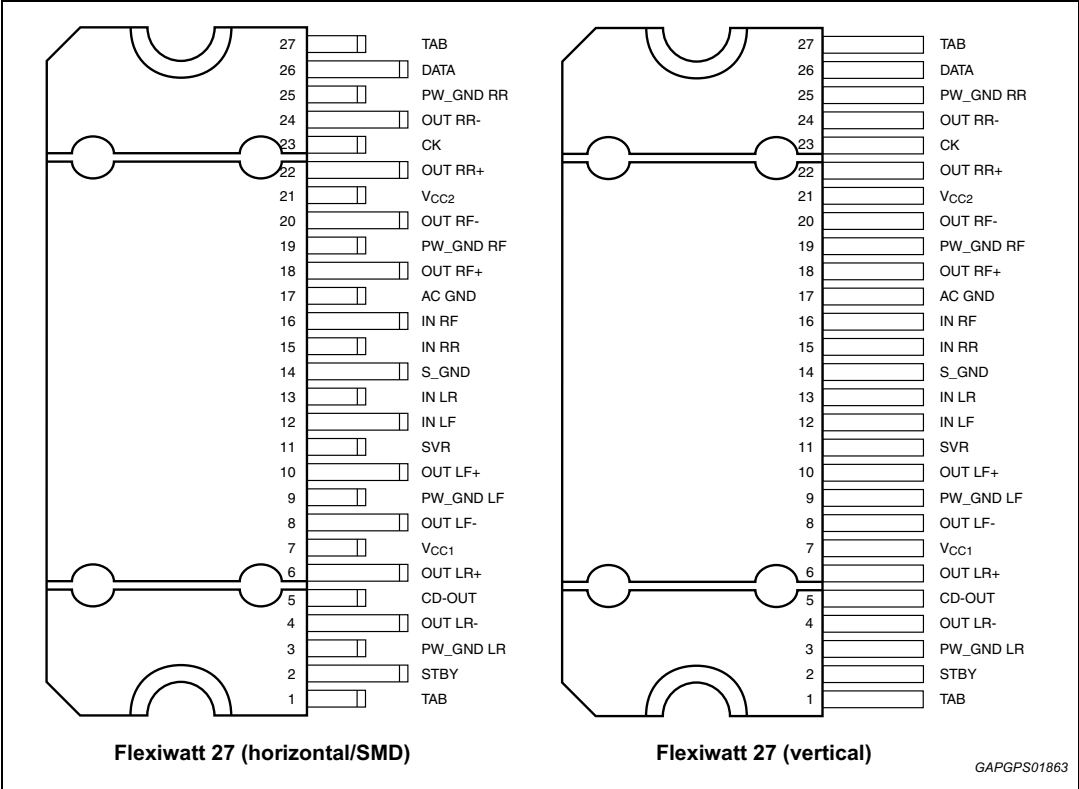 27 TAB
26 DATA
25 PW_GND RR
24 OUT RR-
23 CK
22 OUT RR+
21 VCC2
20 OUT RF-
19 PW_GND RF
18 OUT RF+
17 AC GND
16 IN RF
15 IN RR
14 S_GND
13 IN LR
12 IN LF
11 SVR
10 OUT LF+
9 PW_GND LF
8 OUT LF-
7 VCC1
6 OUT LR+
5 CD-OUT
4 OUT LR-
3 PW_GND LR
2 STBY
1 TAB
Flexiwatt 27 (horizontal/SMD)
27 TAB
26 DATA
25 PW_GND RR
24 OUT RR-
23 CK
22 OUT RR+
21 VCC2
20 OUT RF-
19 PW_GND RF
18 OUT RF+
17 AC GND
16 IN RF
15 IN RR
14 S_GND
13 IN LR
12 IN LF
11 SVR
10 OUT LF+
9 PW_GND LF
8 OUT LF-
7 VCC1
6 OUT LR+
5 CD-OUT
4 OUT LR-
3 PW_GND LR
2 STBY
1 TAB
Flexiwatt 27 (vertical)
GAPGPS01863